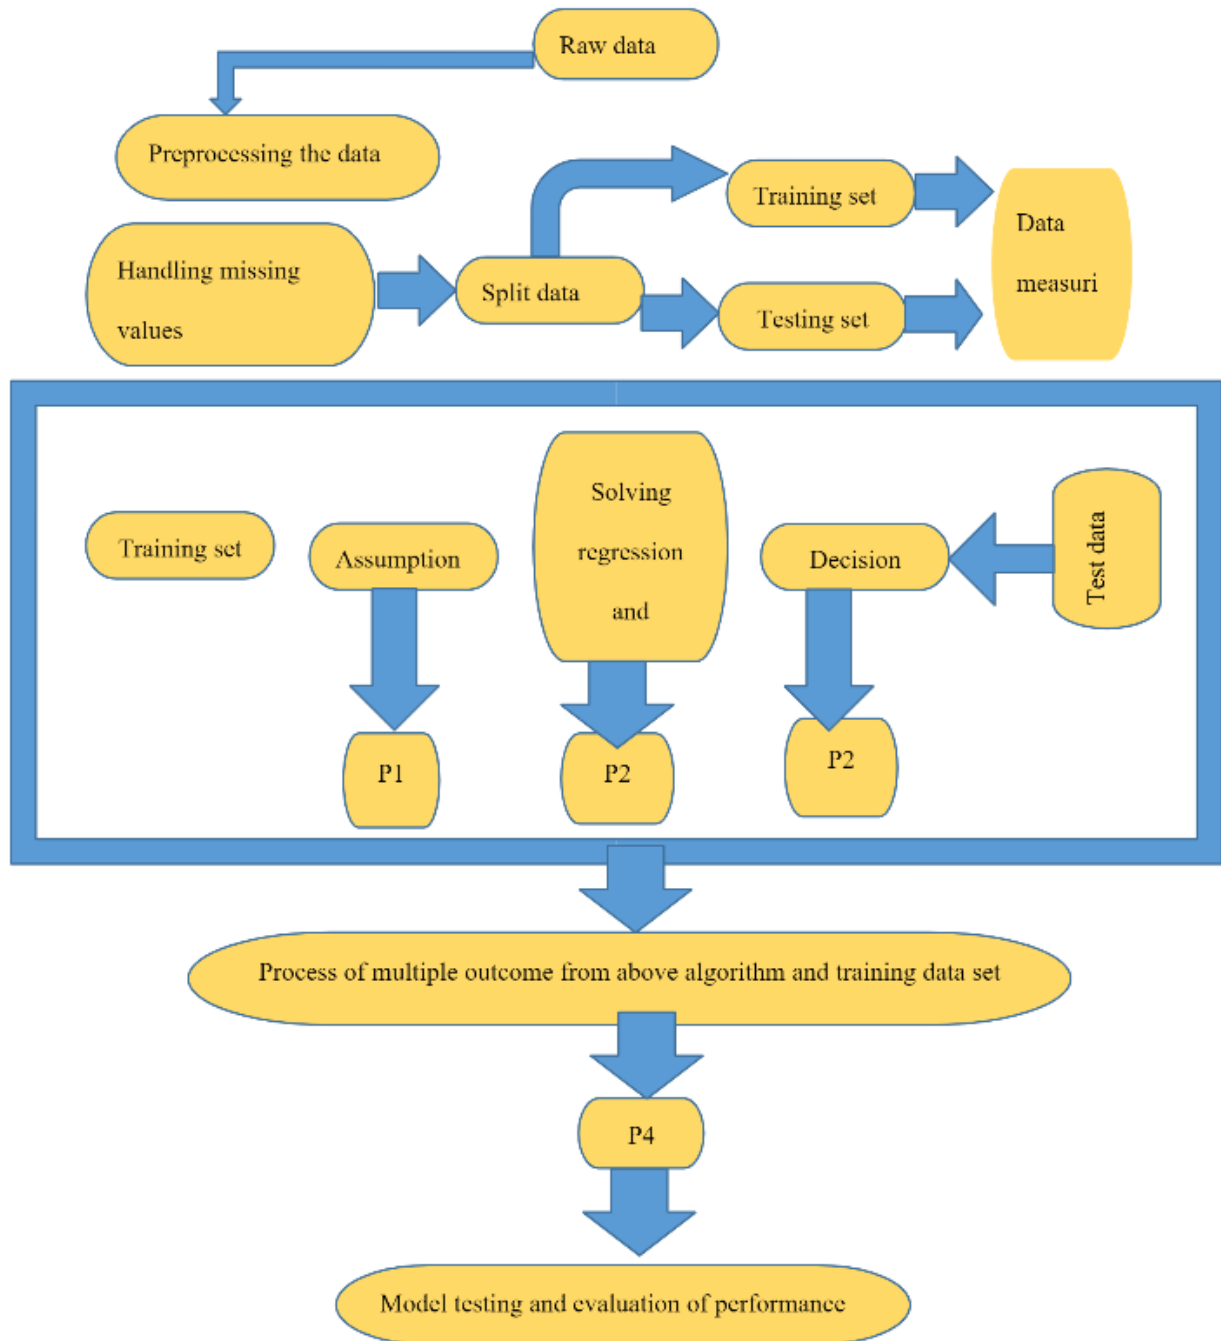 Raw data
Preprocessing the data
Training set
Data
measuri
Handling missing
values
Split data
Testing set
Solving
regression
and
Training set
Assumption
Decision
Test data
P1
P2
P2
Process of multiple outcome from above algorithm and training data set
P4
Model testing and evaluation of performance